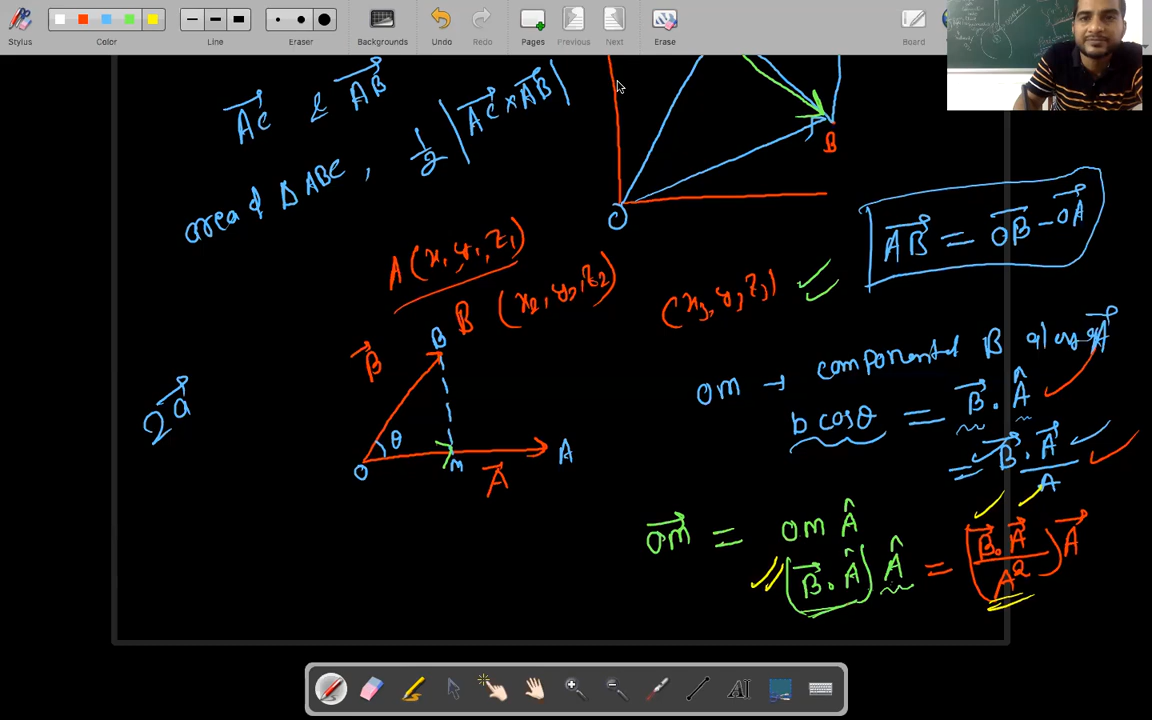 Stylus
Color
Line
Eraser
Backgrounds
Undo
Redo
Pages
Previous
Next
Erase
Board
AC & AB
area of ΔABC, 1/2 |AC × AB|
O
B
AB = OB - OA
A (x₁, y₁, z₁)
B (x₂, y₂, z₂)
(x₃, y₃, z₃)
2a
B
B
θ
O
M
A
A
OM → component of B along A
b cosθ = B . Â
= B . A / A
OM = OM Â
(B . Â) Â = (B . A / A²) A